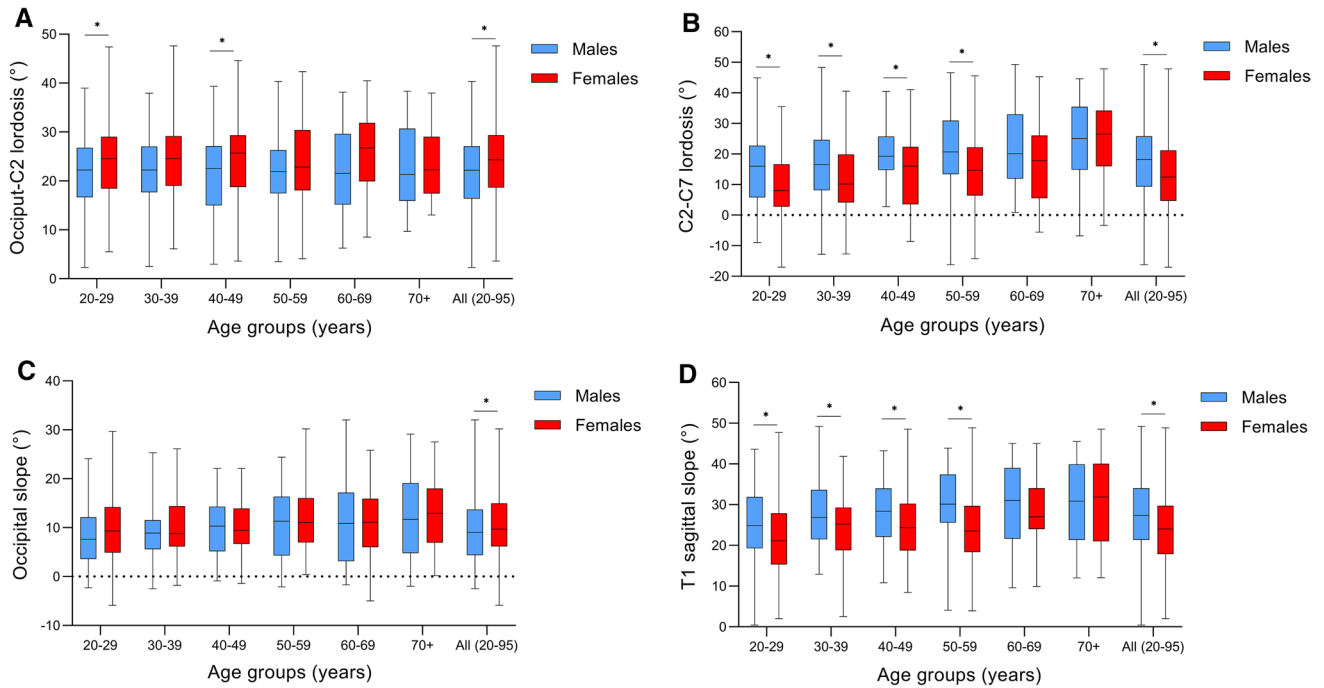 A
Occiput-C2 lordosis (°)
50
40
30
20
10
0
*
*
*
20-29 30-39 40-49 50-59 60-69 70+ All (20-95)
Age groups (years)
Males
Females
B
C2-C7 lordosis (°)
60
50
40
30
20
10
0
-10
-20
*
*
*
*
*
20-29 30-39 40-49 50-59 60-69 70+ All (20-95)
Age groups (years)
Males
Females
C
Occipital slope (°)
40
30
20
10
0
-10
*
20-29 30-39 40-49 50-59 60-69 70+ All (20-95)
Age groups (years)
Males
Females
D
T1 sagittal slope (°)
60
50
40
30
20
10
0
*
*
*
*
*
20-29 30-39 40-49 50-59 60-69 70+ All (20-95)
Age groups (years)
Males
Females